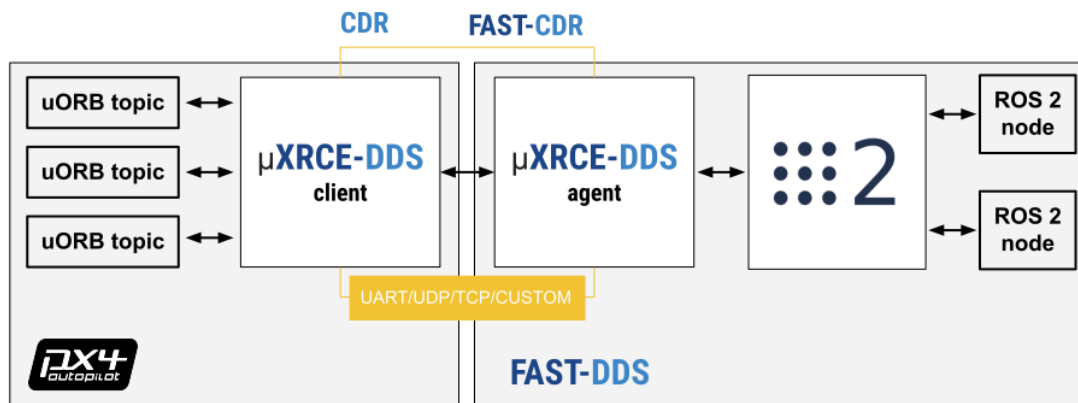 CDR
FAST-CDR
uORB topic
uORB topic
uORB topic
µXRCE-DDS
client
µXRCE-DDS
agent
2
ROS 2
node
ROS 2
node
UART/UDP/TCP/CUSTOM
px4
autopilot
FAST-DDS